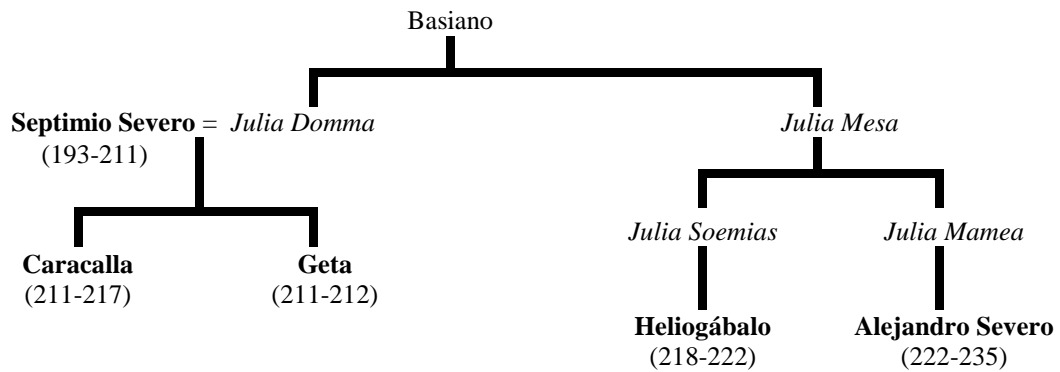 Basiano
Septimio Severo = Julia Domma
Julia Mesa
(193-211)
Julia Soemias
Julia Mamea
Caracalla
Geta
(211-217)
(211-212)
Heliogábalo
Alejandro Severo
(218-222)
(222-235)